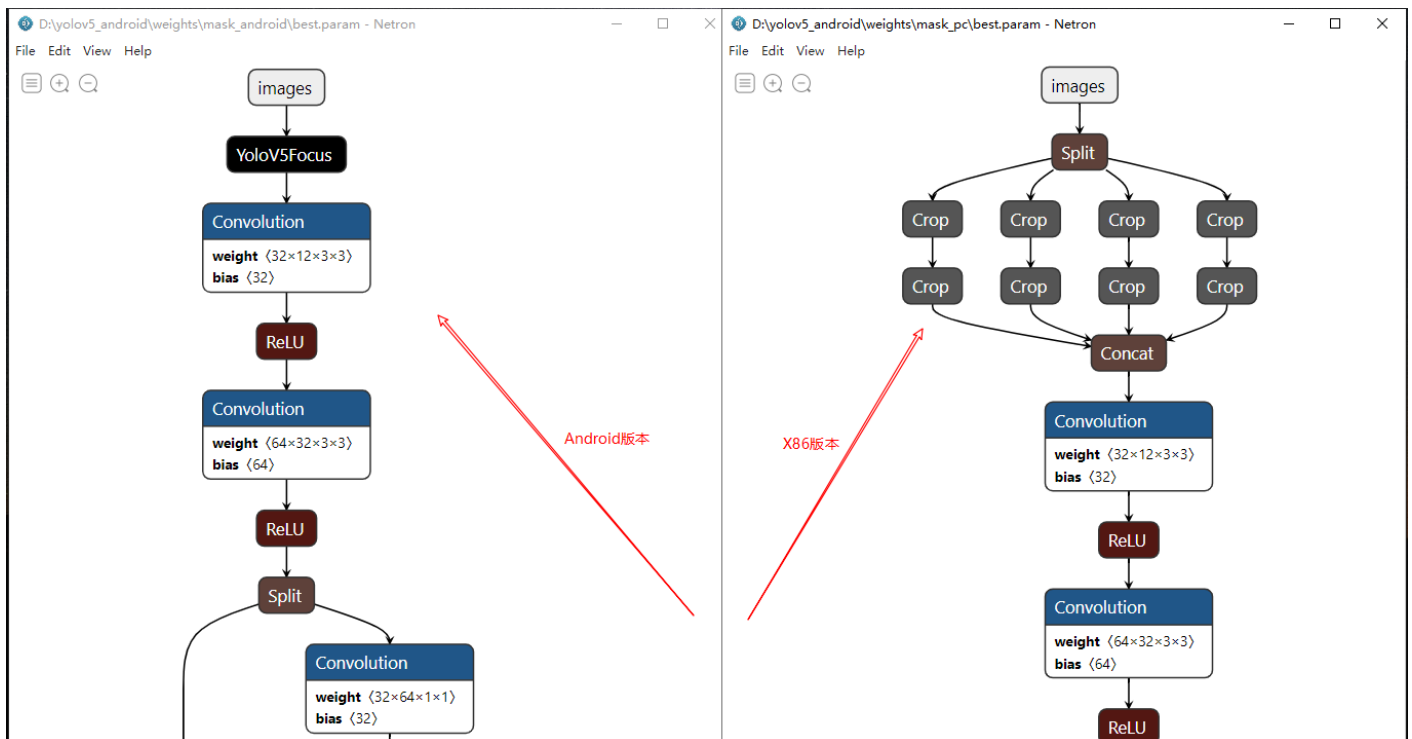 D:\yolov5_android\weights\mask_android\best.param - Netron
File Edit View Help
images
YoloV5Focus
Convolution
weight 〈32×12×3×3〉
bias 〈32〉
ReLU
Convolution
weight 〈64×32×3×3〉
bias 〈64〉
ReLU
Split
Convolution
weight 〈32×64×1×1〉
bias 〈32〉
Android版本
D:\yolov5_android\weights\mask_pc\best.param - Netron
File Edit View Help
images
Split
Crop Crop Crop Crop
Crop Crop Crop Crop
Concat
Convolution
weight 〈32×12×3×3〉
bias 〈32〉
ReLU
Convolution
weight 〈64×32×3×3〉
bias 〈64〉
ReLU
X86版本